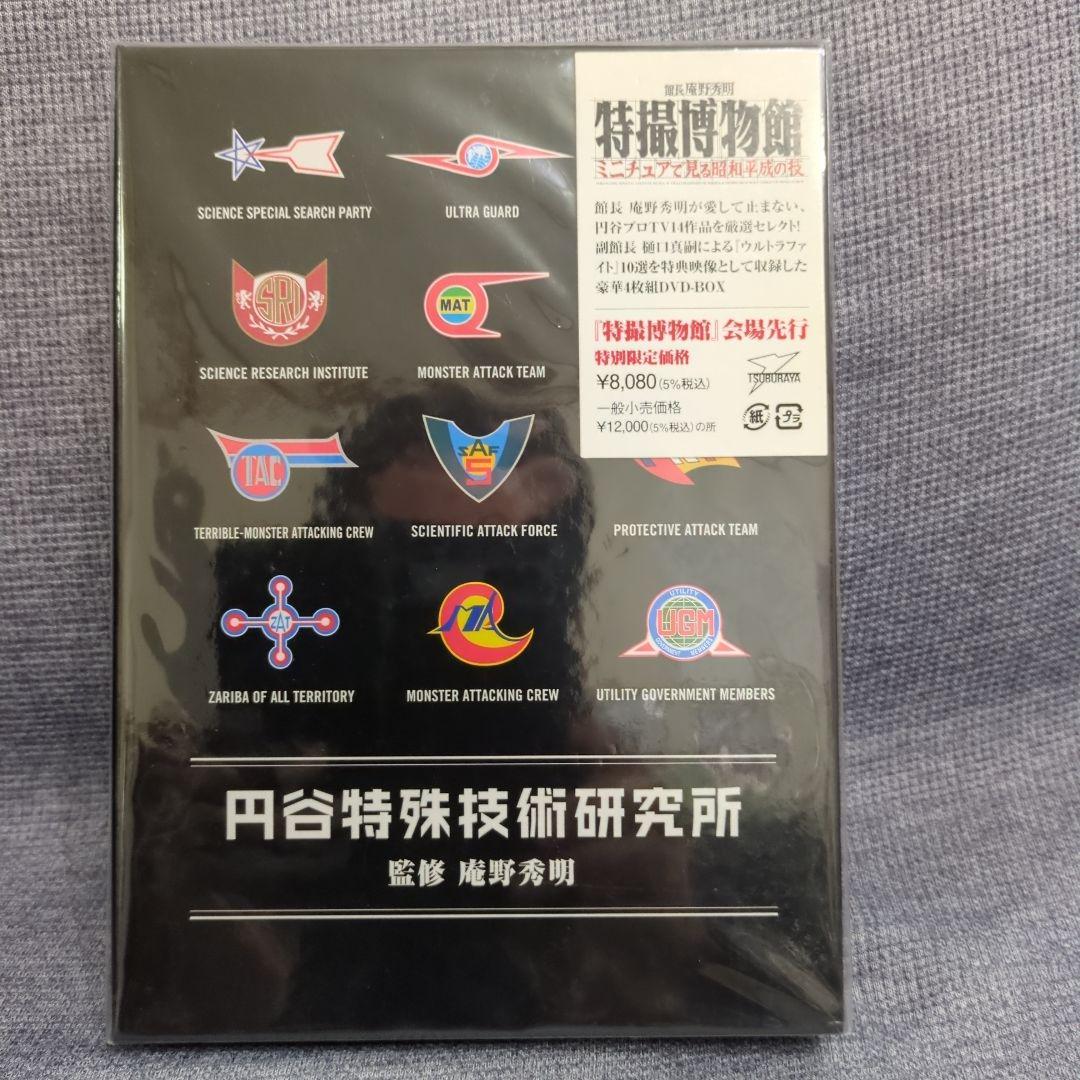 SCIENCE SPECIAL SEARCH PARTY
ULTRA GUARD
SRI
SCIENCE RESEARCH INSTITUTE
MAT
MONSTER ATTACK TEAM
TAC
TERRIBLE-MONSTER ATTACKING CREW
SAF
SCIENTIFIC ATTACK FORCE
PROTECTIVE ATTACK TEAM
ZAT
ZARIBA OF ALL TERRITORY
MAC
MONSTER ATTACKING CREW
UTILITY
UGM
GOVERNMENT MEMBERS
UTILITY GOVERNMENT MEMBERS
円谷特殊技術研究所
監修 庵野秀明
館長庵野秀明
特撮博物館
ミニチュアで見る昭和平成の技
館長 庵野秀明が愛して止まない、
円谷プロTV14作品を厳選セレクト!
副館長 樋口真嗣による『ウルトラファ
イト』10選を特典映像として収録した
豪華4枚組DVD-BOX
『特撮博物館』会場先行
特別限定価格
¥8,080(5%税込)
TSUBURAYA
一般小売価格
¥12,000(5%税込)の所
紙
プラ